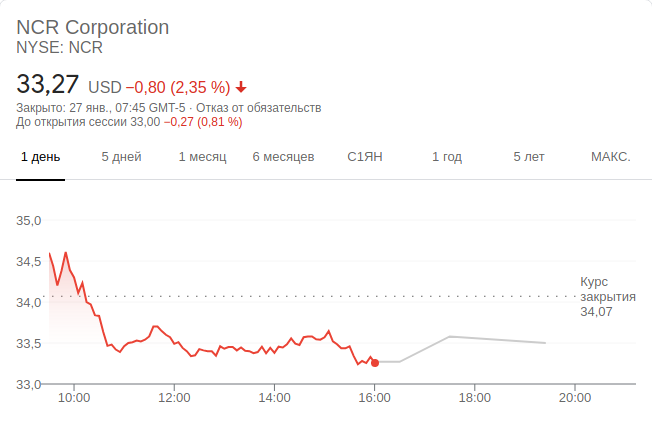 NCR Corporation
NYSE: NCR
33,27 USD −0,80 (2,35 %)
Закрыто: 27 янв., 07:45 GMT-5 · Отказ от обязательств
До открытия сессии 33,00 −0,27 (0,81 %)
1 день 5 дней 1 месяц 6 месяцев С1ЯН 1 год 5 лет МАКС.
35,0
34,5
34,0
33,5
33,0
Курс
закрытия
34,07
10:00 12:00 14:00 16:00 18:00 20:00